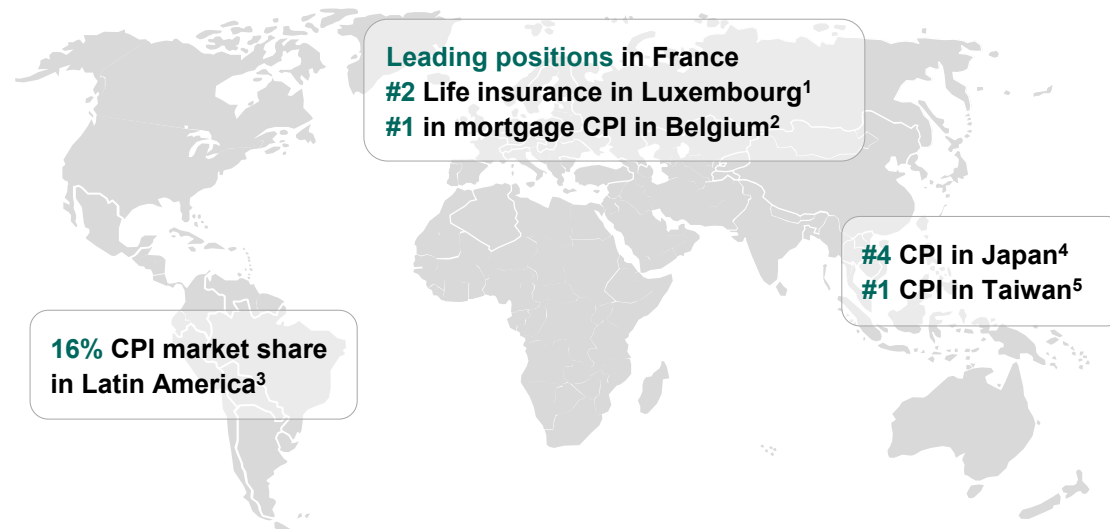 Leading positions in France
#2 Life insurance in Luxembourg¹
#1 in mortgage CPI in Belgium²
#4 CPI in Japan⁴
#1 CPI in Taiwan⁵
16% CPI market share
in Latin America³